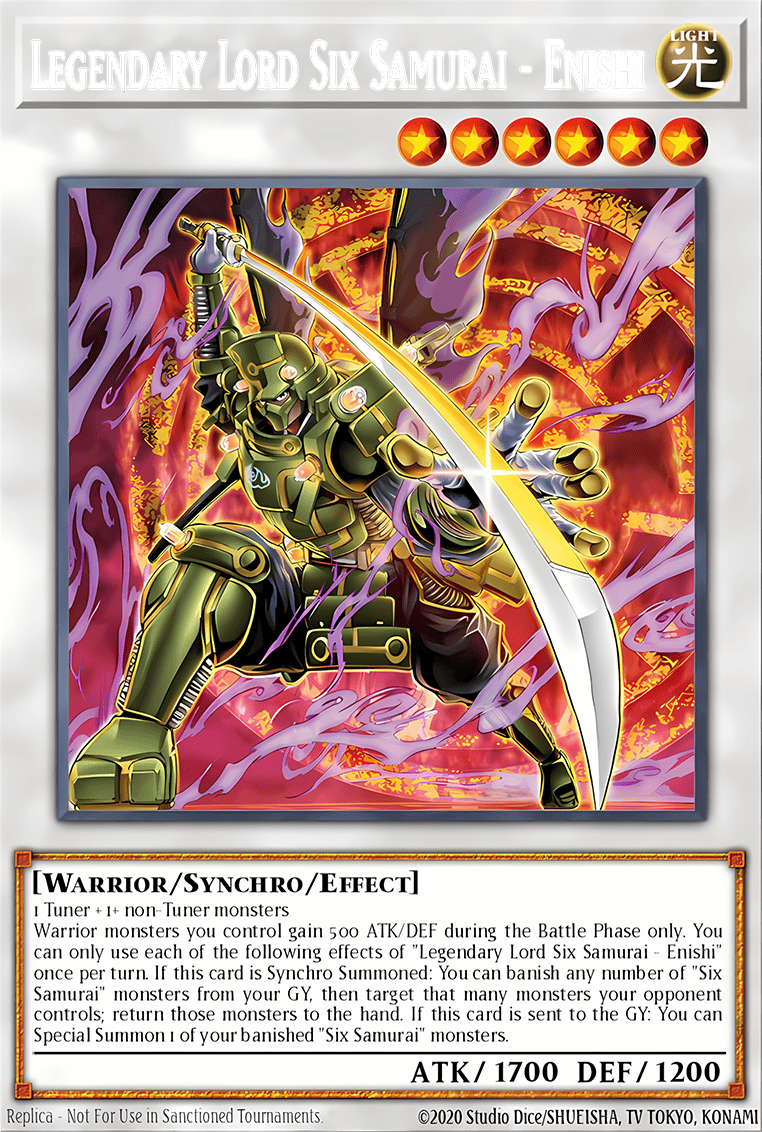 Legendary Lord Six Samurai - Enishi
LIGHT
光
[Warrior/Synchro/Effect]
1 Tuner + 1+ non-Tuner monsters
Warrior monsters you control gain 500 ATK/DEF during the Battle Phase only. You
can only use each of the following effects of "Legendary Lord Six Samurai - Enishi"
once per turn. If this card is Synchro Summoned: You can banish any number of "Six
Samurai" monsters from your GY, then target that many monsters your opponent
controls; return those monsters to the hand. If this card is sent to the GY: You can
Special Summon 1 of your banished "Six Samurai" monsters.
ATK/ 1700 DEF/ 1200
Replica - Not For Use in Sanctioned Tournaments.
©2020 Studio Dice/SHUEISHA, TV TOKYO, KONAMI